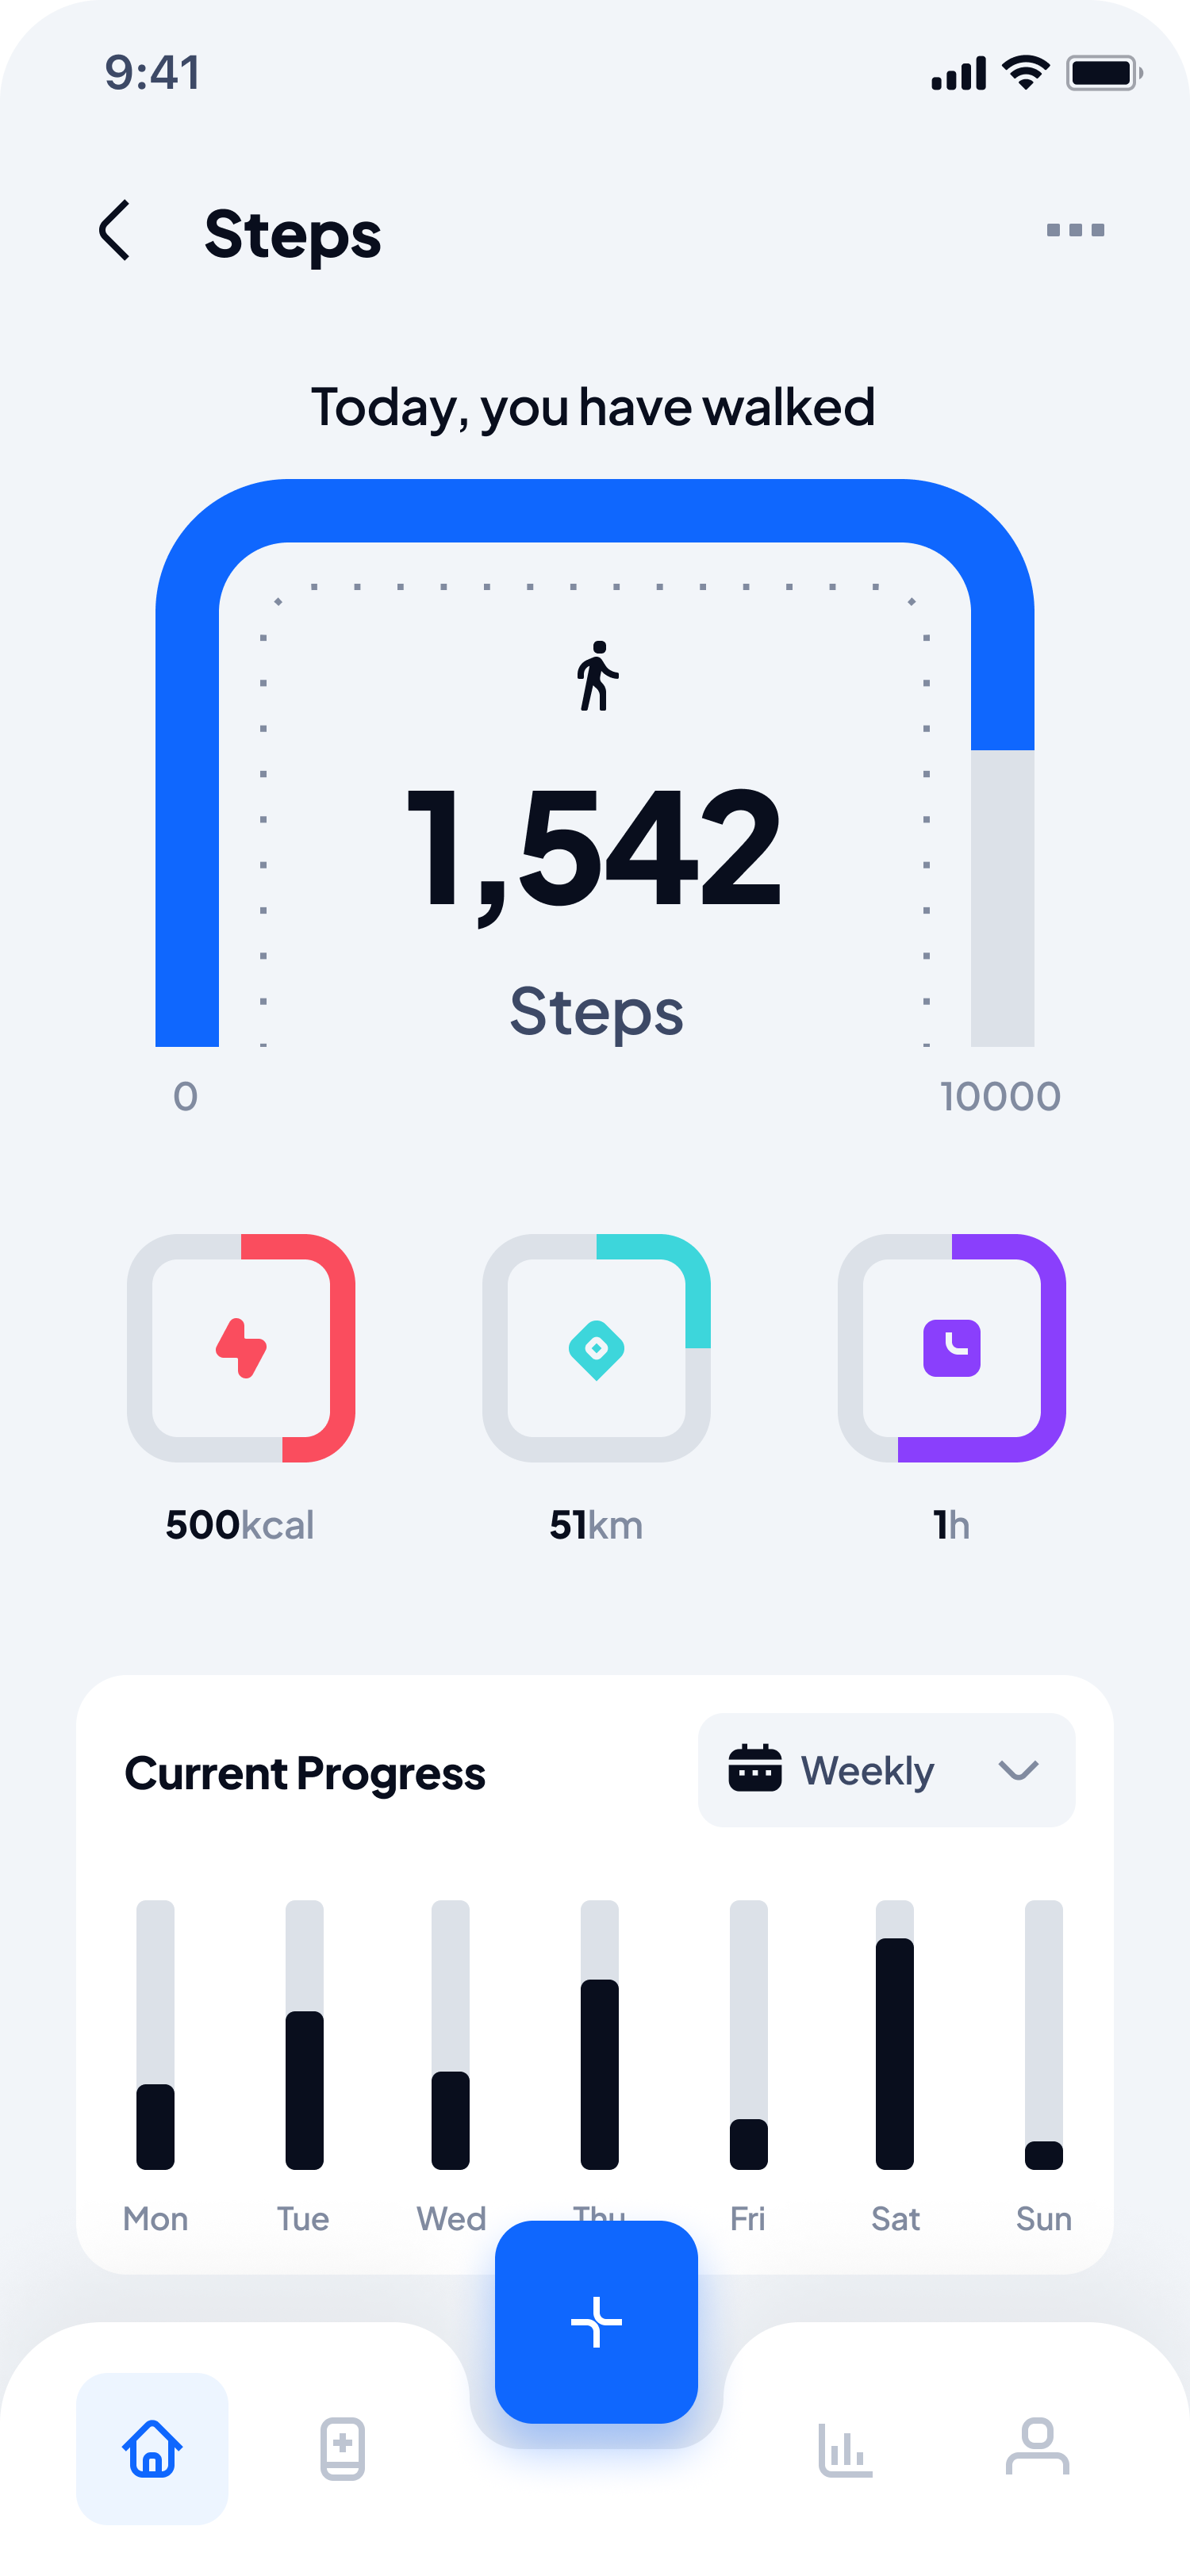 9:41
Steps
Today, you have walked
1,542
Steps
0 10000
500kcal 51km 1h
Current Progress Weekly
Mon Tue Wed Thu Fri Sat Sun